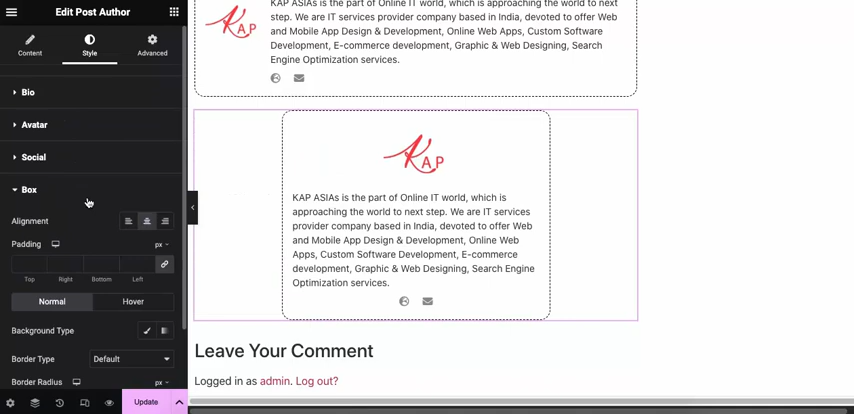 Edit Post Author
Content
Style
Advanced
Bio
Avatar
Social
Box
Alignment
Padding
px
Top
Right
Bottom
Left
Normal
Hover
Background Type
Border Type
Default
Border Radius
px
Update
KAP ASIAs is the part of Online IT world, which is approaching the world to next
step. We are IT services provider company based in India, devoted to offer Web
and Mobile App Design & Development, Online Web Apps, Custom Software
Development, E-commerce development, Graphic & Web Designing, Search
Engine Optimization services.
KAP
KAP
KAP ASIAs is the part of Online IT world, which is
approaching the world to next step. We are IT services
provider company based in India, devoted to offer Web
and Mobile App Design & Development, Online Web
Apps, Custom Software Development, E-commerce
development, Graphic & Web Designing, Search Engine
Optimization services.
Leave Your Comment
Logged in as admin. Log out?